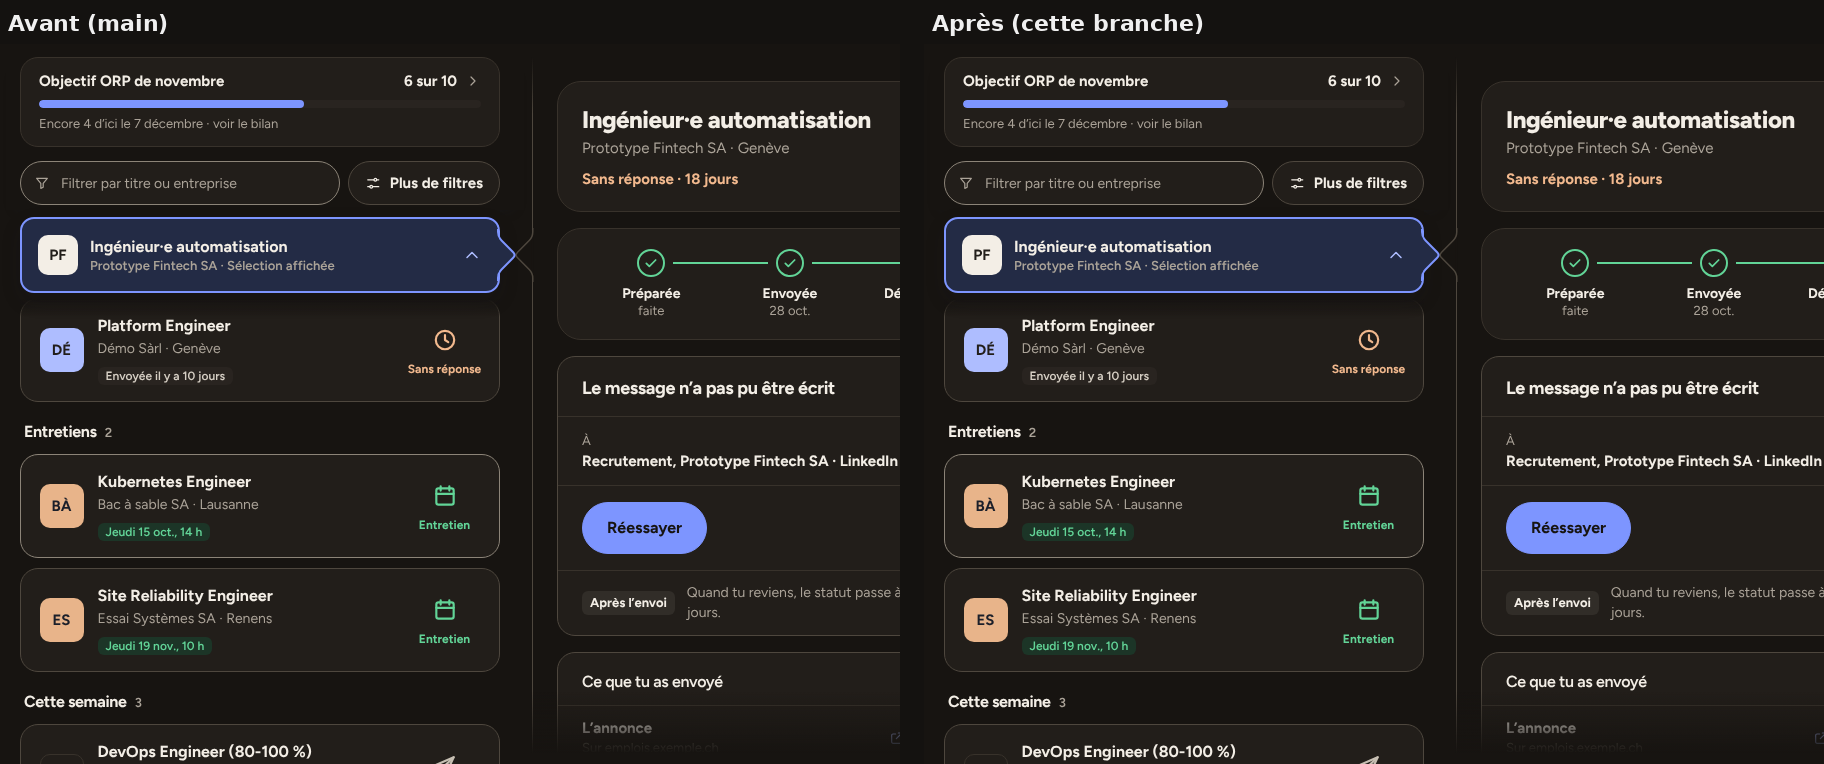 Avant (main)
Objectif ORP de novembre
6 sur 10
Encore 4 d’ici le 7 décembre · voir le bilan
Filtrer par titre ou entreprise
Plus de filtres
PF
Ingénieur·e automatisation
Prototype Fintech SA · Sélection affichée
DÉ
Platform Engineer
Démo Sàrl · Genève
Envoyée il y a 10 jours
Sans réponse
Entretiens 2
BÀ
Kubernetes Engineer
Bac à sable SA · Lausanne
Jeudi 15 oct., 14 h
Entretien
ES
Site Reliability Engineer
Essai Systèmes SA · Renens
Jeudi 19 nov., 10 h
Entretien
Cette semaine 3
DevOps Engineer (80-100 %)
Ingénieur·e automatisation
Prototype Fintech SA · Genève
Sans réponse · 18 jours
Préparée
faite
Envoyée
28 oct.
Dé
Le message n’a pas pu être écrit
À
Recrutement, Prototype Fintech SA · LinkedIn
Réessayer
Après l’envoi
Quand tu reviens, le statut passe à
jours.
Ce que tu as envoyé
L’annonce
Sur emplois.exemple.ch
Après (cette branche)
Objectif ORP de novembre
6 sur 10
Encore 4 d’ici le 7 décembre · voir le bilan
Filtrer par titre ou entreprise
Plus de filtres
PF
Ingénieur·e automatisation
Prototype Fintech SA · Sélection affichée
DÉ
Platform Engineer
Démo Sàrl · Genève
Envoyée il y a 10 jours
Sans réponse
Entretiens 2
BÀ
Kubernetes Engineer
Bac à sable SA · Lausanne
Jeudi 15 oct., 14 h
Entretien
ES
Site Reliability Engineer
Essai Systèmes SA · Renens
Jeudi 19 nov., 10 h
Entretien
Cette semaine 3
DevOps Engineer (80-100 %)
Ingénieur·e automatisation
Prototype Fintech SA · Genève
Sans réponse · 18 jours
Préparée
faite
Envoyée
28 oct.
Dé
Le message n’a pas pu être écrit
À
Recrutement, Prototype Fintech SA · LinkedIn
Réessayer
Après l’envoi
Quand tu reviens, le statut passe à
jours.
Ce que tu as envoyé
L’annonce
Sur emplois.exemple.ch